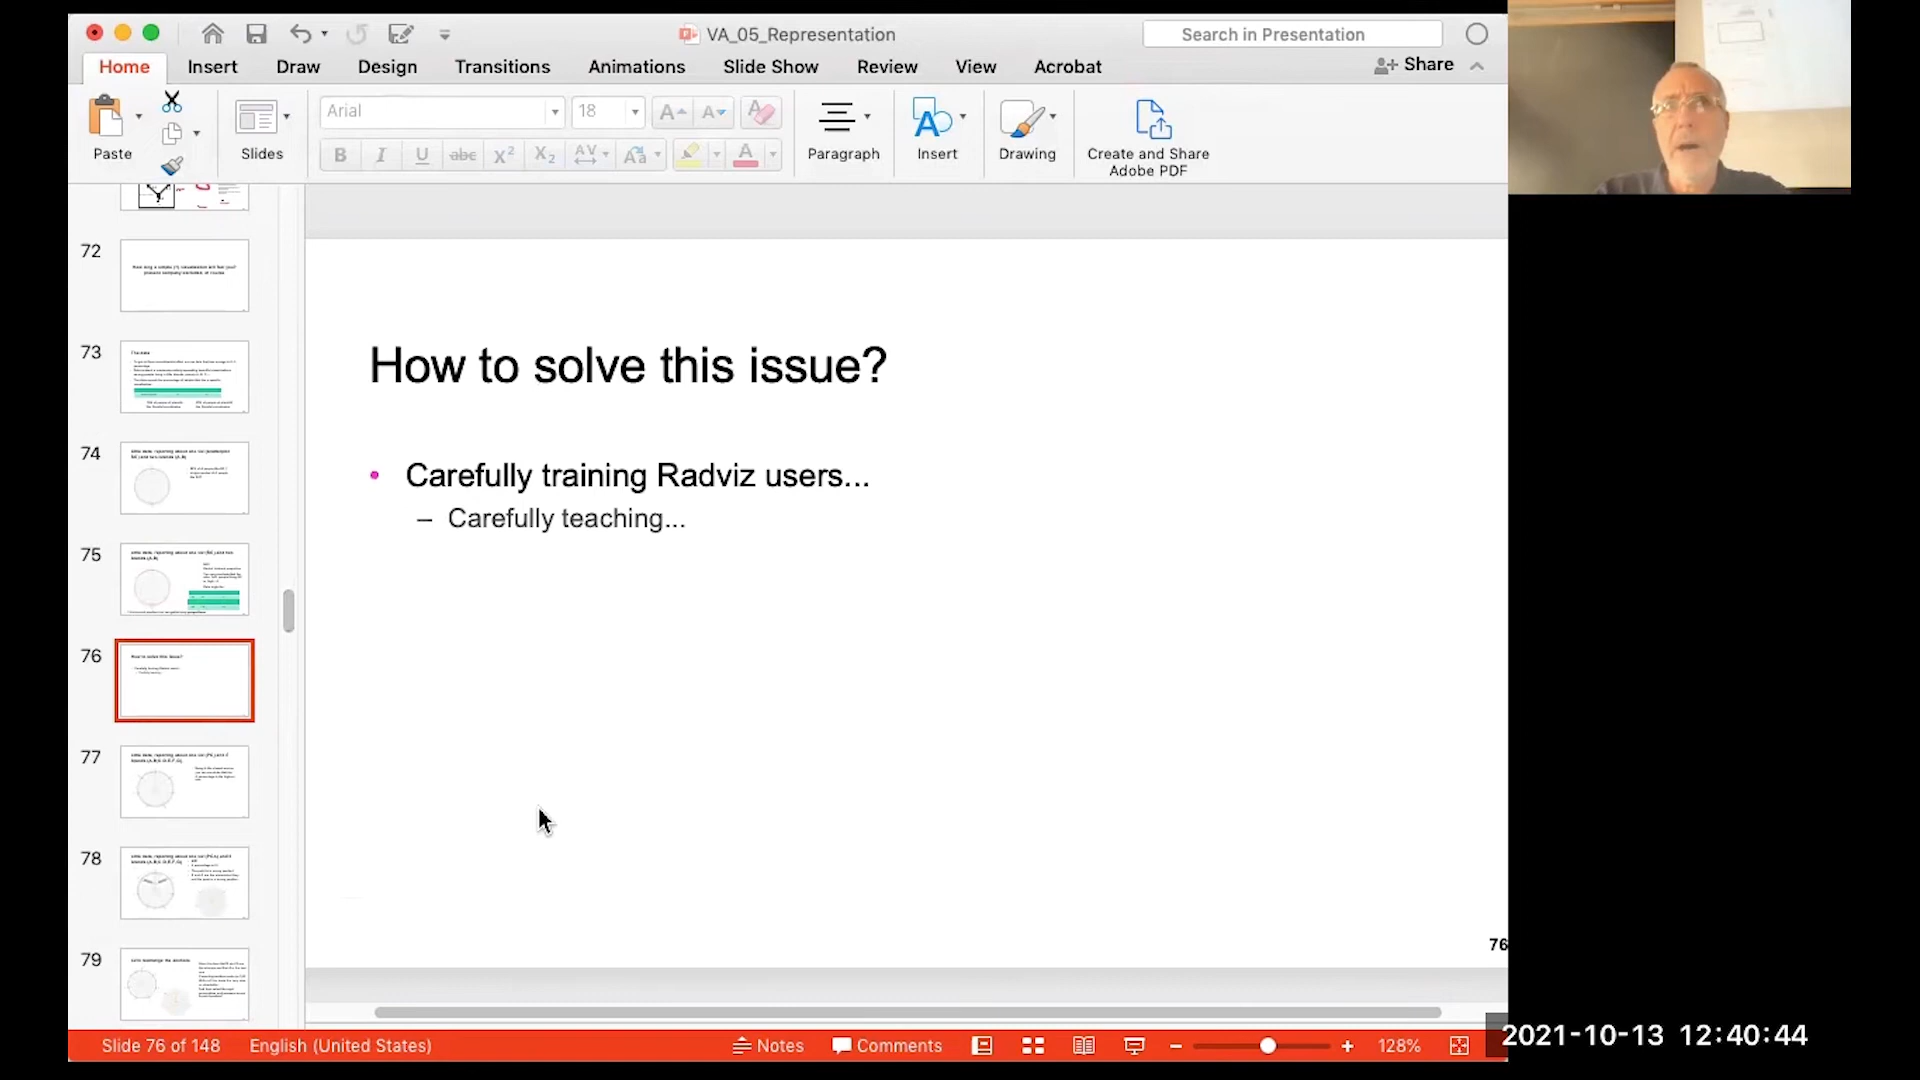 VA_05_Representation
Search in Presentation
Home Insert Draw Design Transitions Animations Slide Show Review View Acrobat Share
Arial 18
Paste Slides Paragraph Insert Drawing Create and Share
Adobe PDF
72
73
74
75
76
77
78
79
How to solve this issue?
• Carefully training Radviz users...
– Carefully teaching...
76
Slide 76 of 148 English (United States) Notes Comments 128%
2021-10-13 12:40:44